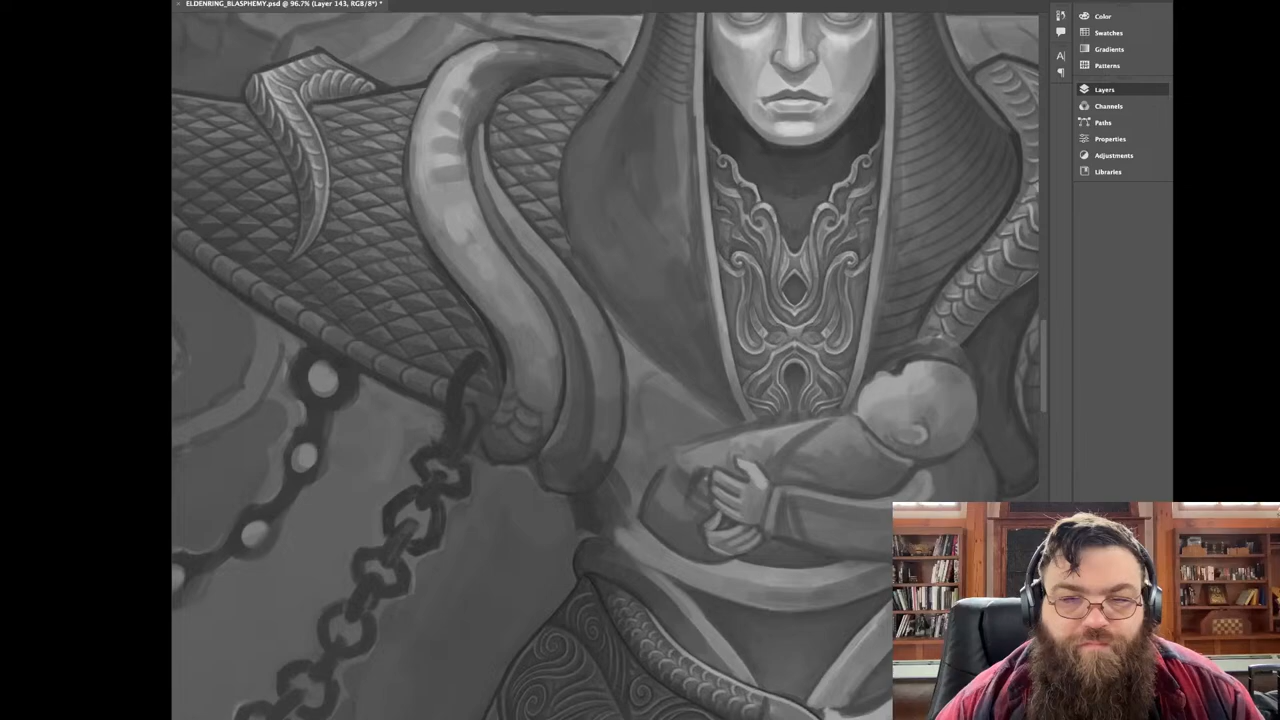 × ELDENRING_BLASPHEMY.psd @ 96.7% (Layer 143, RGB/8*) *
Color
Swatches
Gradients
Patterns
Layers
Channels
Paths
Properties
Adjustments
Libraries